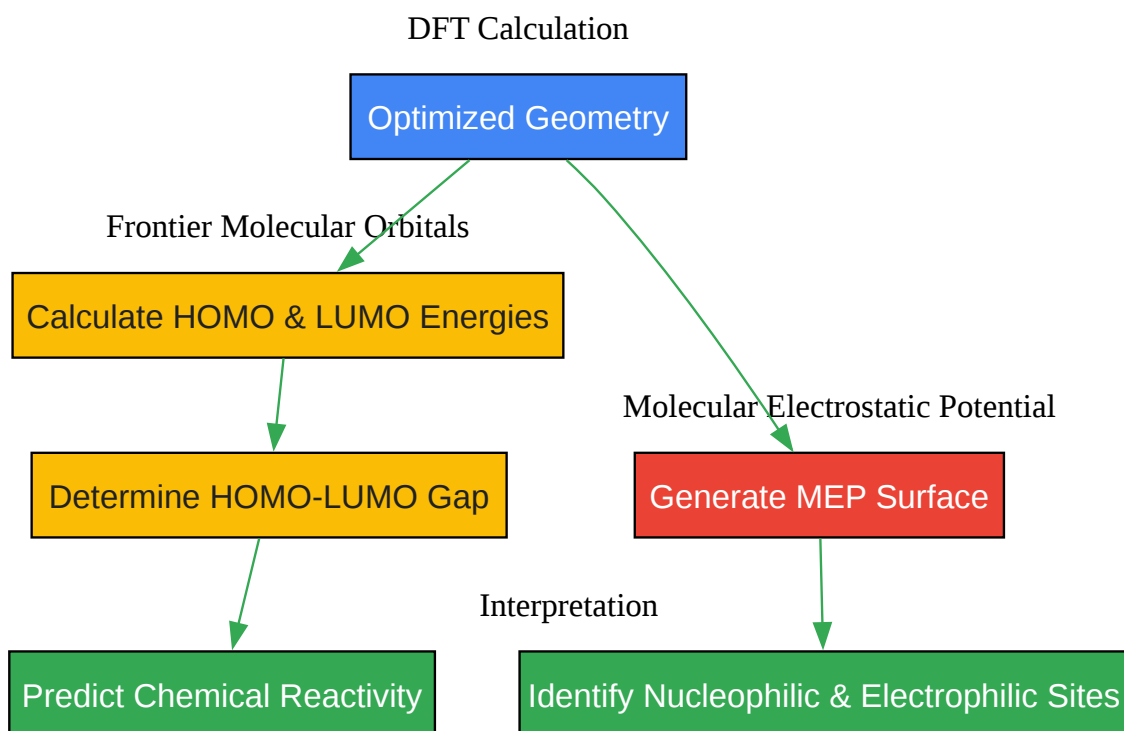 DFT Calculation
Optimized Geometry
Frontier Molecular Orbitals
Calculate HOMO & LUMO Energies
Molecular Electrostatic Potential
Determine HOMO-LUMO Gap
Generate MEP Surface
Interpretation
Predict Chemical Reactivity
Identify Nucleophilic & Electrophilic Sites